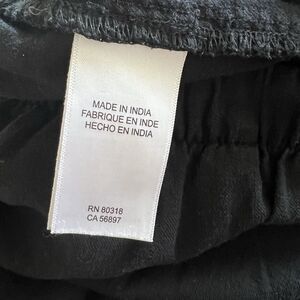 MADE IN INDIA
FABRIQUE EN INDE
HECHO EN INDIA
RN 80318
CA 56897